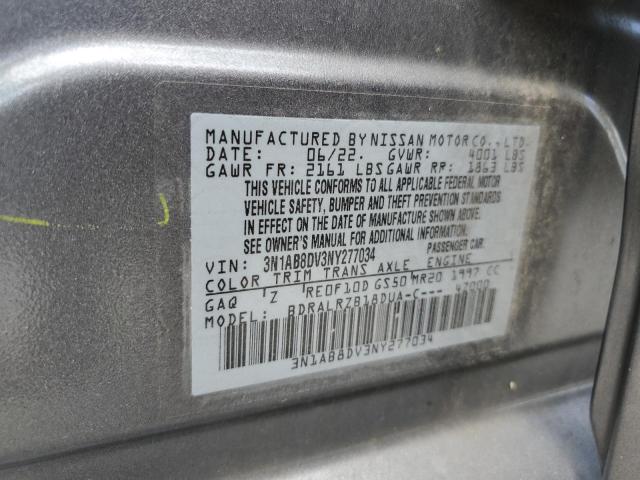 MANUFACTURED BY NISSAN MOTOR CO., LTD.
DATE: 06/22. GVWR: 4001 LBS
GAWR FR: 2161 LBS GAWR RR: 1863 LBS
THIS VEHICLE CONFORMS TO ALL APPLICABLE FEDERAL MOTOR
VEHICLE SAFETY, BUMPER AND THEFT PREVENTION STANDARDS
IN EFFECT ON THE DATE OF MANUFACTURE SHOWN ABOVE.
SEE OWNER'S MANUAL FOR ADDITIONAL INFORMATION.
VIN: 3N1AB8DV3NY277034 PASSENGER CAR
COLOR TRIM TRANS AXLE ENGINE
GAQ Z RE0F10D GS50 MR20 1997 CC
MODEL: BDRALRZB18DUA-C--- 42000
3N1AB8DV3NY277034